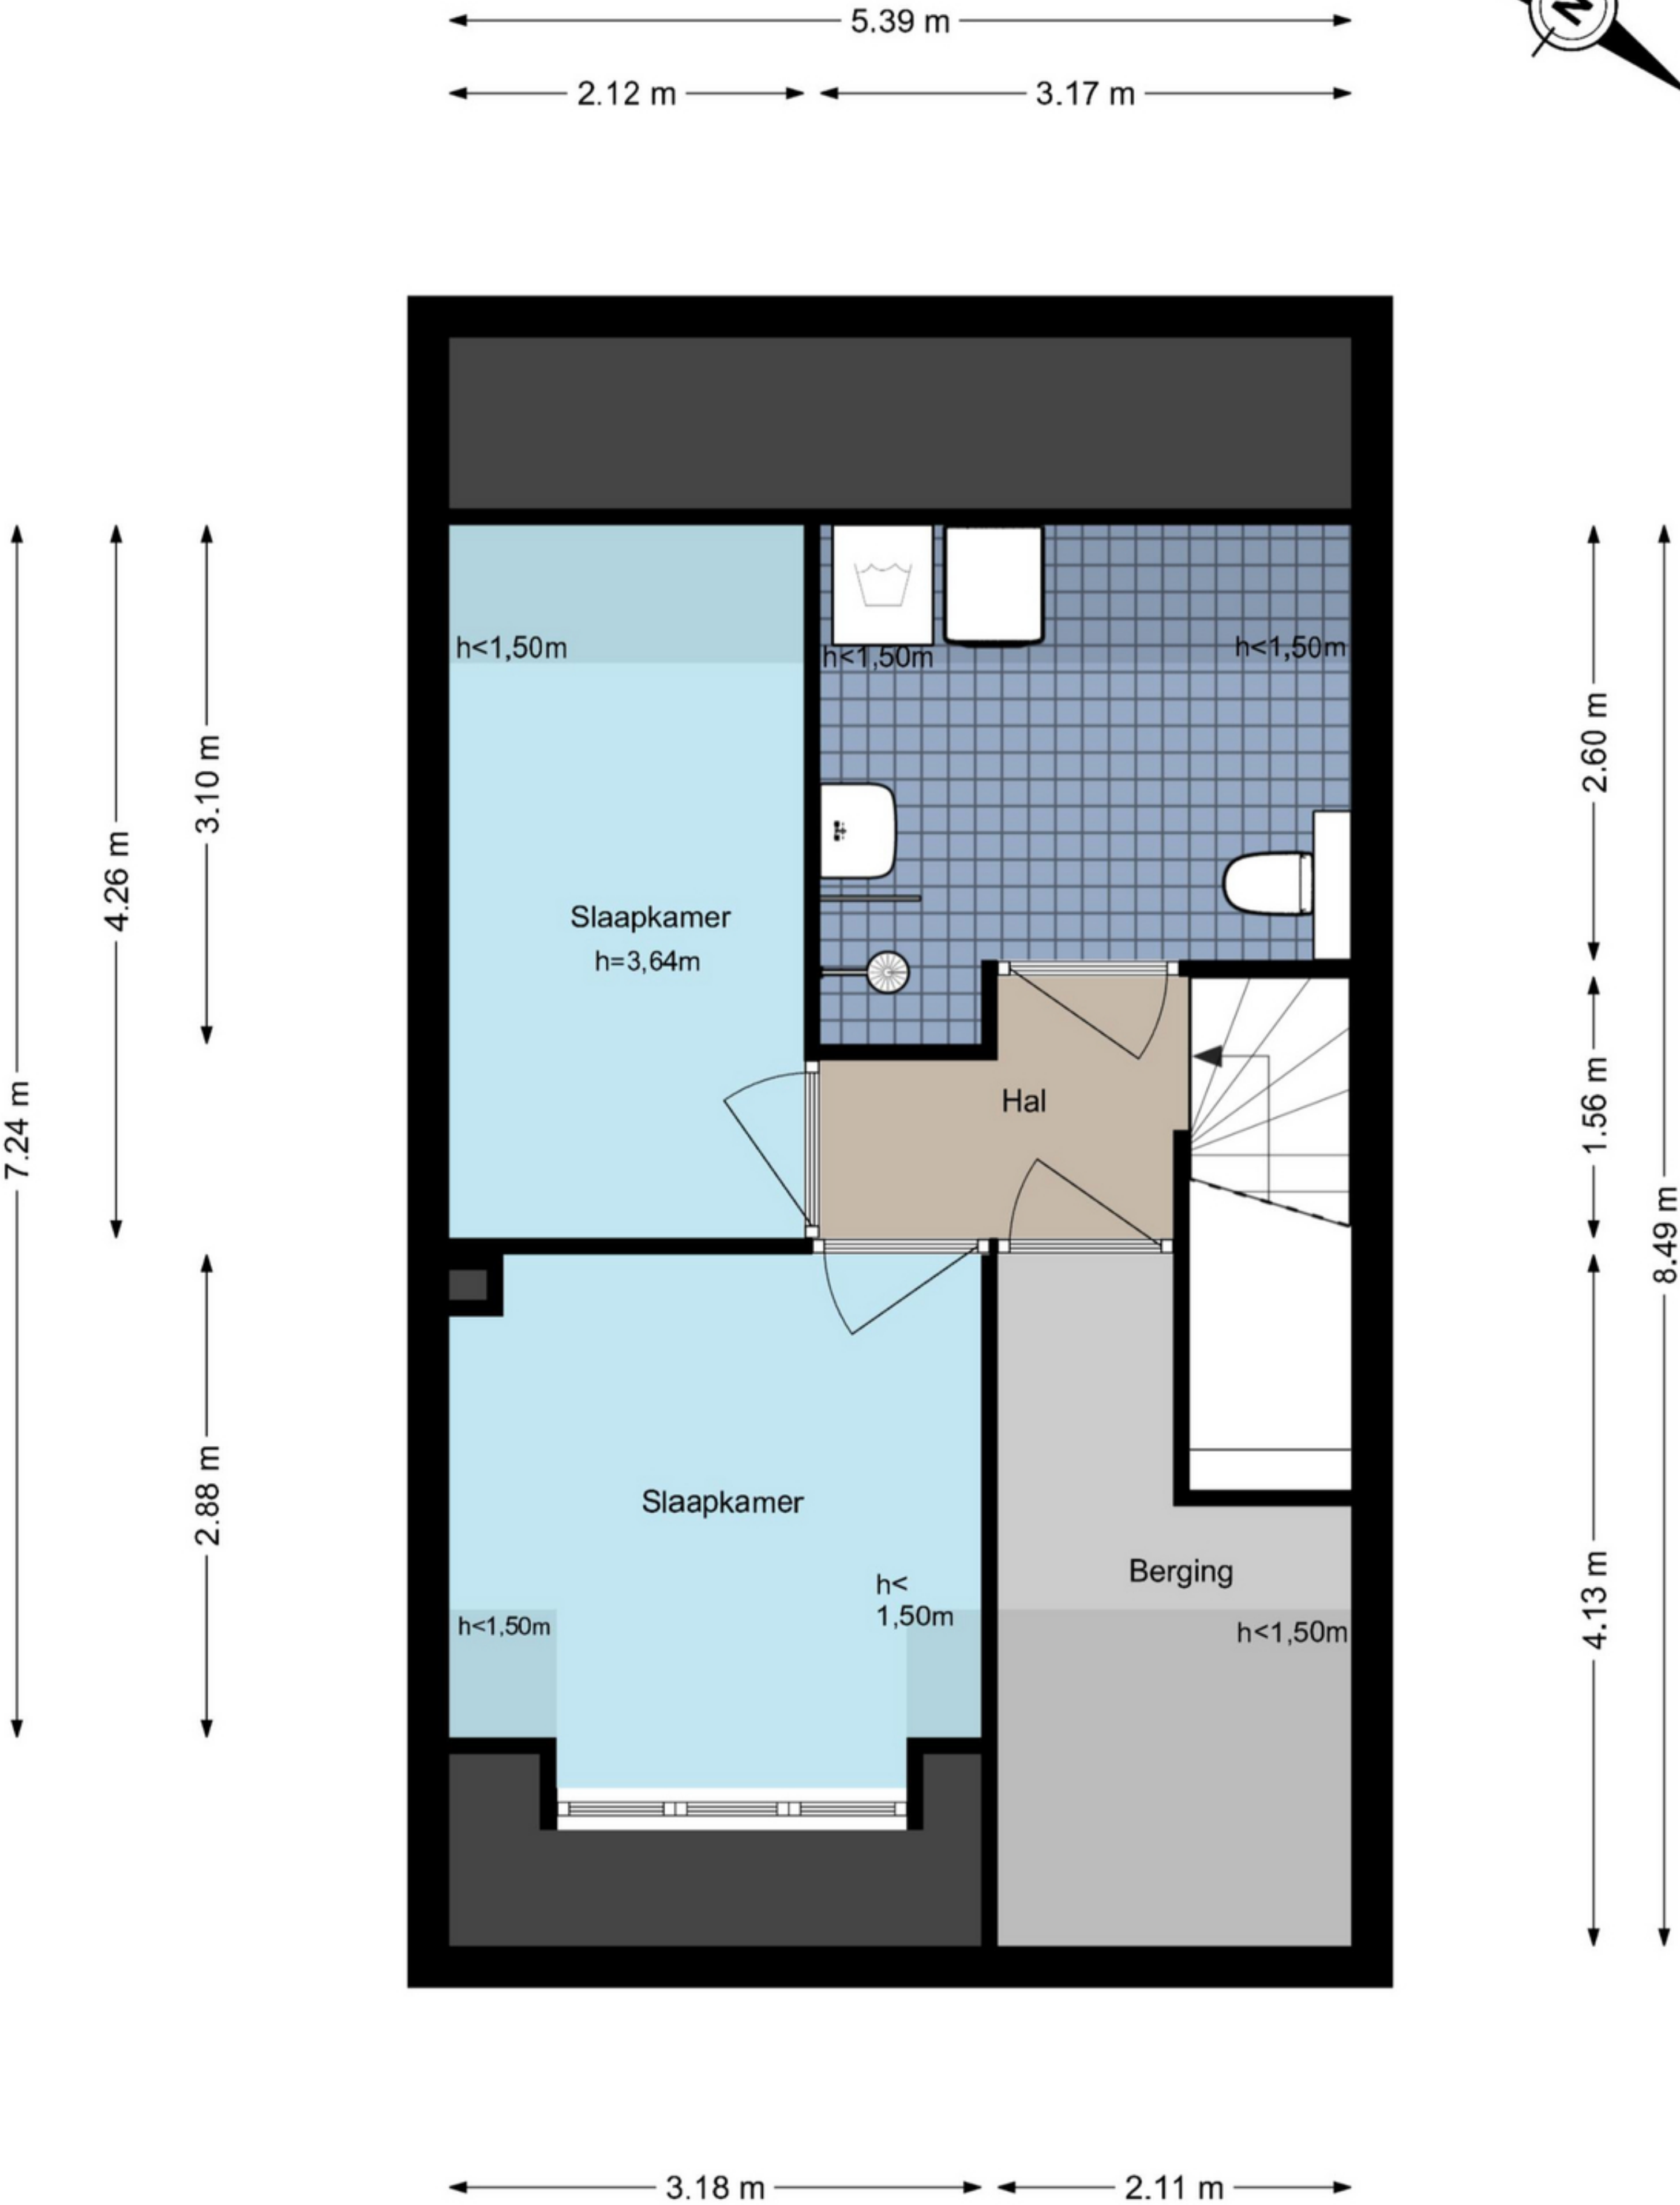 5.39 m
2.12 m
3.17 m
N
h<1,50m
h<1,50m
h<1,50m
2.60 m
3.10 m
4.26 m
Slaapkamer
h=3,64m
7.24 m
Hal
1.56 m
8.49 m
2.88 m
Slaapkamer
Berging
4.13 m
h<
1,50m
h<1,50m
h<1,50m
3.18 m
2.11 m